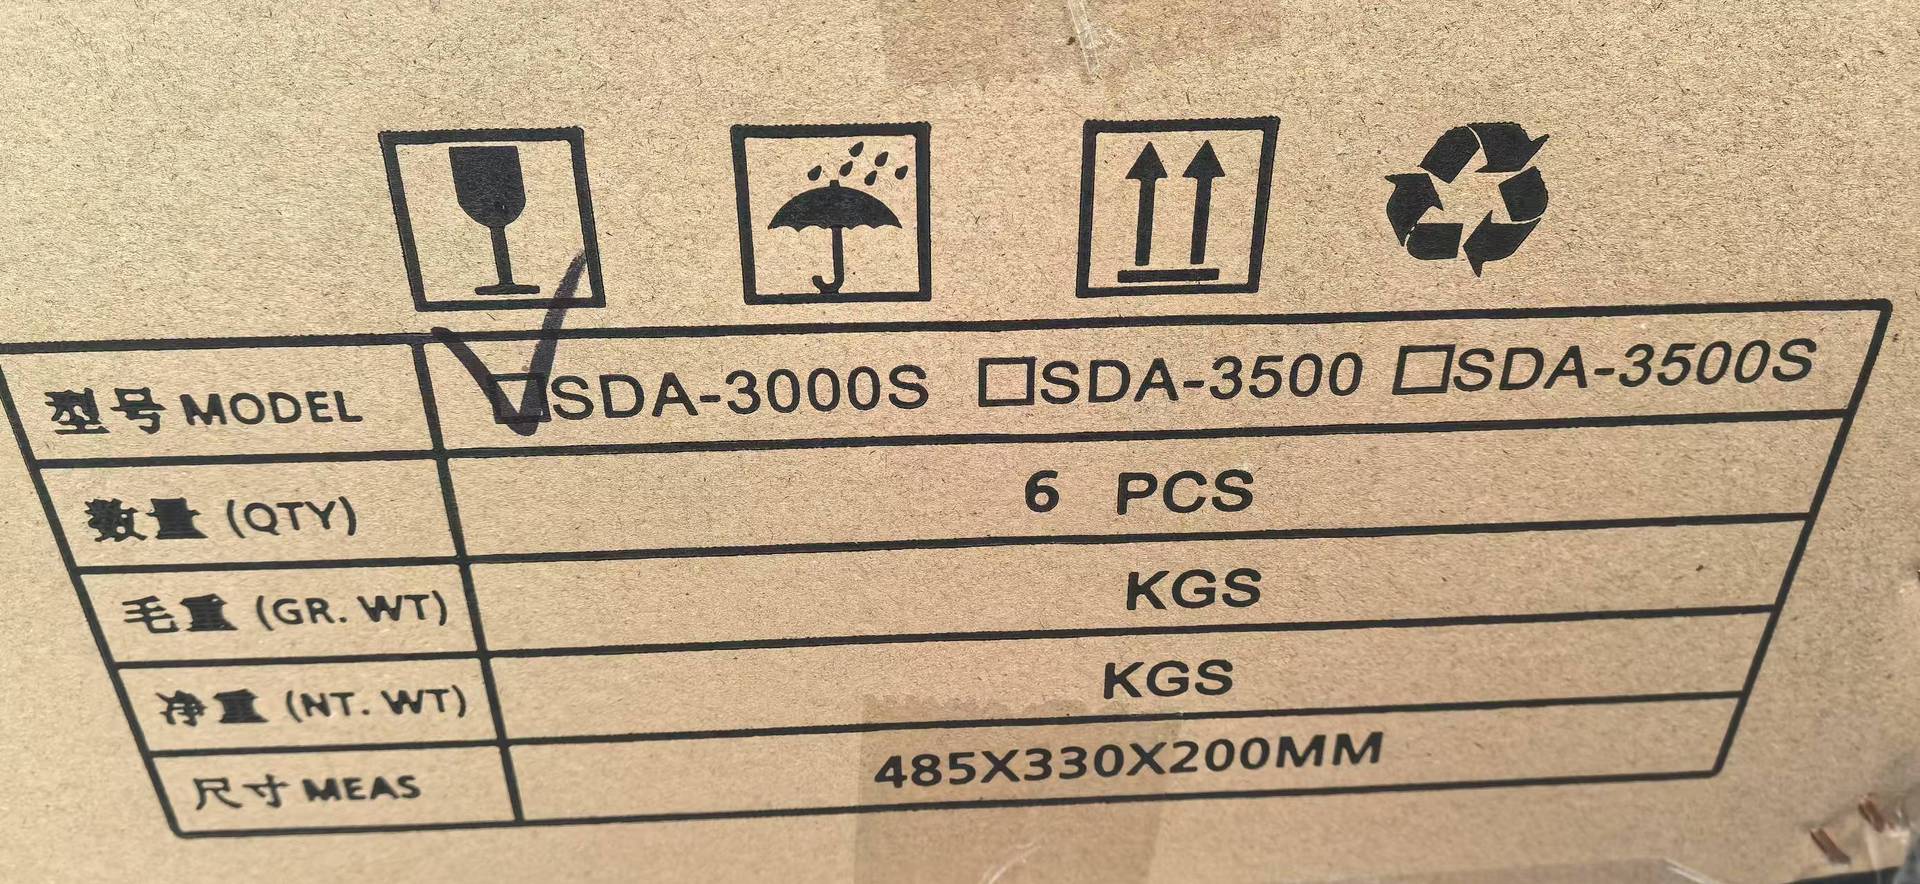 型号 MODEL ☑SDA-3000S □SDA-3500 □SDA-3500S
数量 (QTY) 6 PCS
毛重 (GR. WT) KGS
净重 (NT. WT) KGS
尺寸 MEAS 485X330X200MM